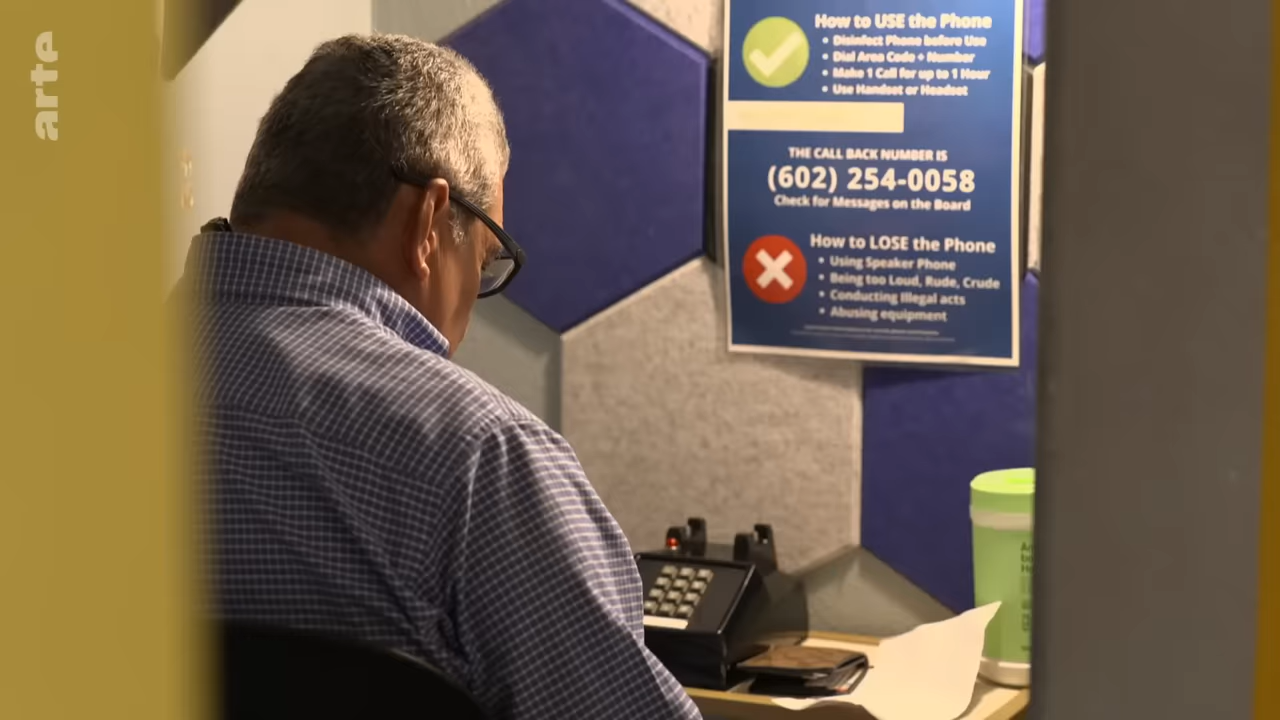 arte
How to USE the Phone
• Disinfect Phone before Use
• Dial Area Code + Number
• Make 1 Call for up to 1 Hour
• Use Handset or Headset
THE CALL BACK NUMBER IS
(602) 254-0058
Check for Messages on the Board
How to LOSE the Phone
• Using Speaker Phone
• Being too Loud, Rude, Crude
• Conducting Illegal acts
• Abusing equipment